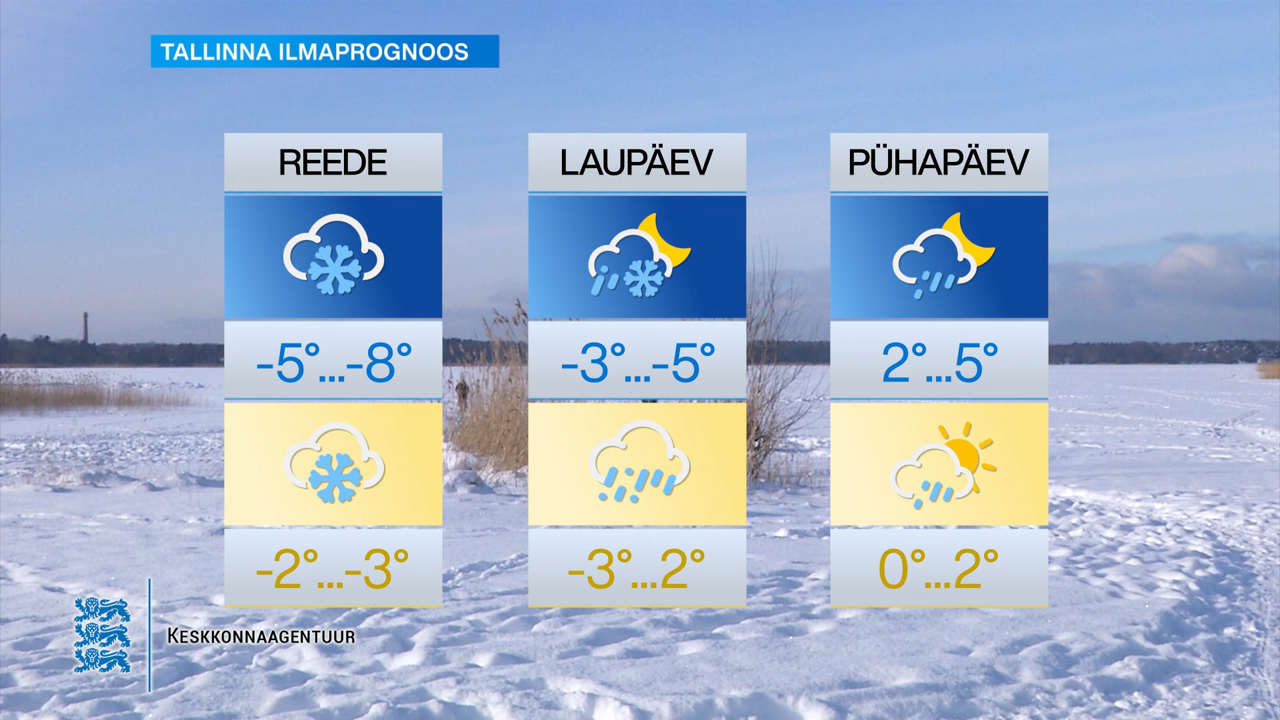 TALLINNA ILMAPROGNOOS
REEDE
-5°...-8°
-2°...-3°
LAUPÄEV
-3°...-5°
-3°...2°
PÜHAPÄEV
2°...5°
0°...2°
KESKKONNAAGENTUUR